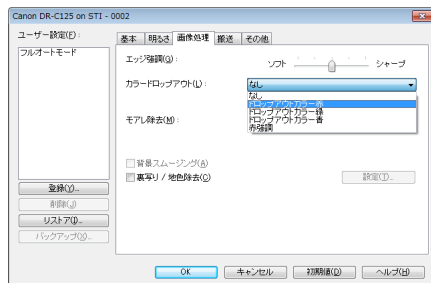 Canon DR-C125 on STI - 0002
ユーザー設定(F):
フルオートモード
登録(Y)...
削除(J)
リストア(I)...
バックアップ(X)...
基本 明るさ 画像処理 搬送 その他
エッジ強調(G): ソフト シャープ
カラードロップアウト(L): なし
なし
ドロップアウトカラー赤
ドロップアウトカラー緑
ドロップアウトカラー青
赤強調
モアレ除去(M):
背景スムージング(A)
裏写り / 地色除去(C) 設定(T)...
OK キャンセル 初期値(D) ヘルプ(H)